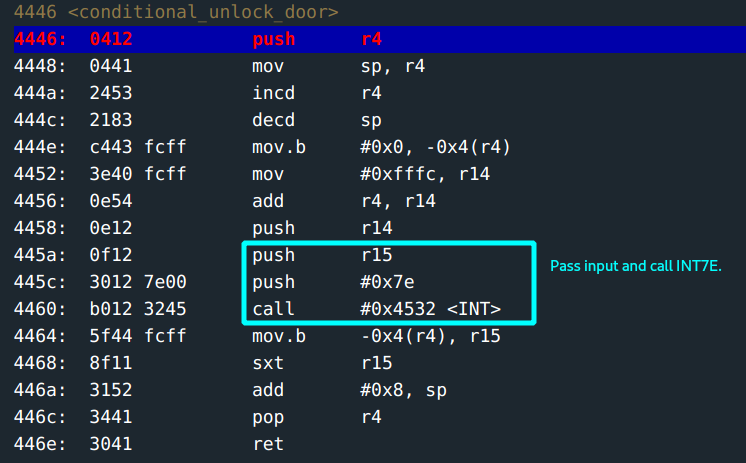 4446 <conditional_unlock_door>
4446: 0412 push r4
4448: 0441 mov sp, r4
444a: 2453 incd r4
444c: 2183 decd sp
444e: c443 fcff mov.b #0x0, -0x4(r4)
4452: 3e40 fcff mov #0xfffc, r14
4456: 0e54 add r4, r14
4458: 0e12 push r14
445a: 0f12 push r15
445c: 3012 7e00 push #0x7e
4460: b012 3245 call #0x4532 <INT>
4464: 5f44 fcff mov.b -0x4(r4), r15
4468: 8f11 sxt r15
446a: 3152 add #0x8, sp
446c: 3441 pop r4
446e: 3041 ret
Pass input and call INT7E.